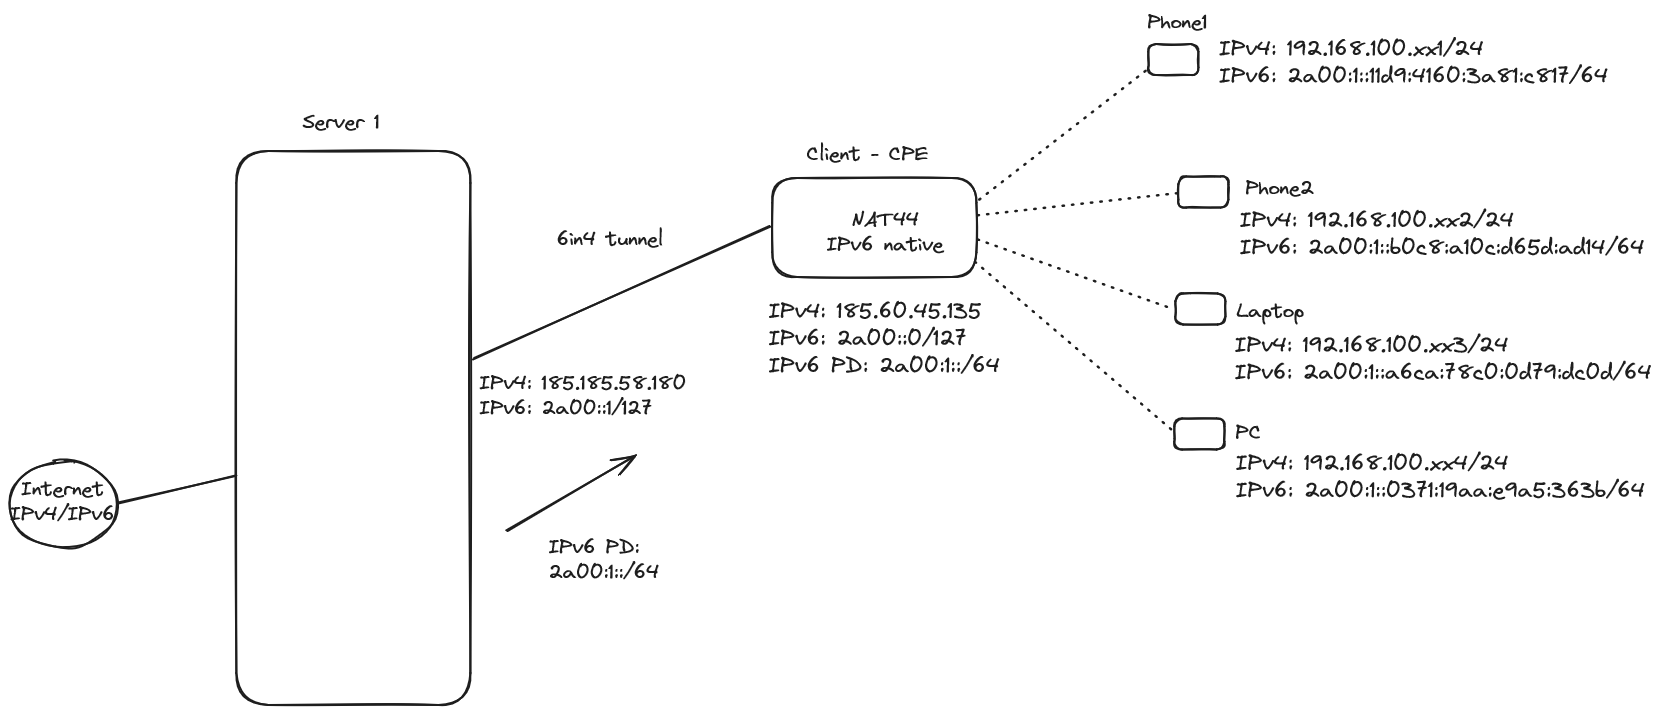 Phone1
IPv4: 192.168.100.xx1/24
IPv6: 2a00:1::11d9:4160:3a81:c817/64
Server 1
Client - CPE
NAT44
IPv6 native
Phone2
IPv4: 192.168.100.xx2/24
IPv6: 2a00:1::b0c8:a10c:d65d:ad14/64
6in4 tunnel
IPv4: 185.60.45.135
IPv6: 2a00::0/127
IPv6 PD: 2a00:1::/64
Laptop
IPv4: 192.168.100.xx3/24
IPv6: 2a00:1::a6ca:78c0:0d79:dc0d/64
IPv4: 185.185.58.180
IPv6: 2a00::1/127
PC
IPv4: 192.168.100.xx4/24
IPv6: 2a00:1::0371:19aa:e9a5:363b/64
Internet
IPv4/IPv6
IPv6 PD:
2a00:1::/64